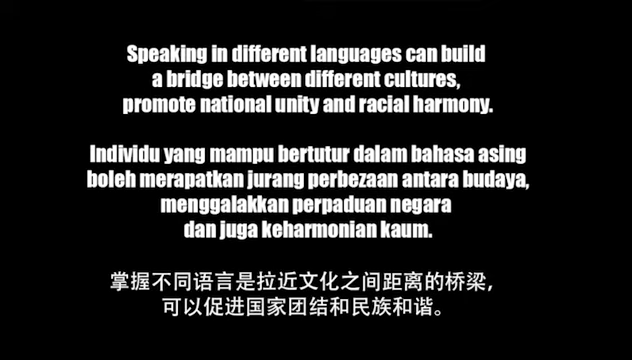 Speaking in different languages can build
a bridge between different cultures,
promote national unity and racial harmony.
Individu yang mampu bertutur dalam bahasa asing
boleh merapatkan jurang perbezaan antara budaya,
menggalakkan perpaduan negara
dan juga keharmonian kaum.
掌握不同语言是拉近文化之间距离的桥梁，
可以促进国家团结和民族和谐。